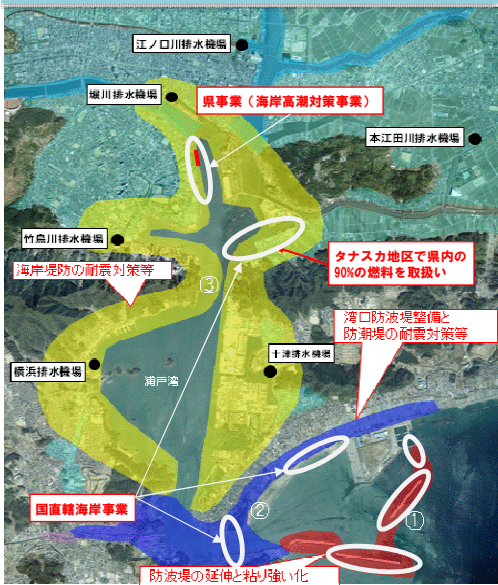 江ノ口川排水機場
堀川排水機場
県事業（海岸高潮対策事業）
本江田川排水機場
竹島川排水機場
タナスカ地区で県内の
90%の燃料を取扱い
海岸堤防の耐震対策等
③
湾口防波堤整備と
防潮堤の耐震対策等
十津排水機場
横浜排水機場
浦戸湾
国直轄海岸事業
②
①
防波堤の延伸と粘り強い化